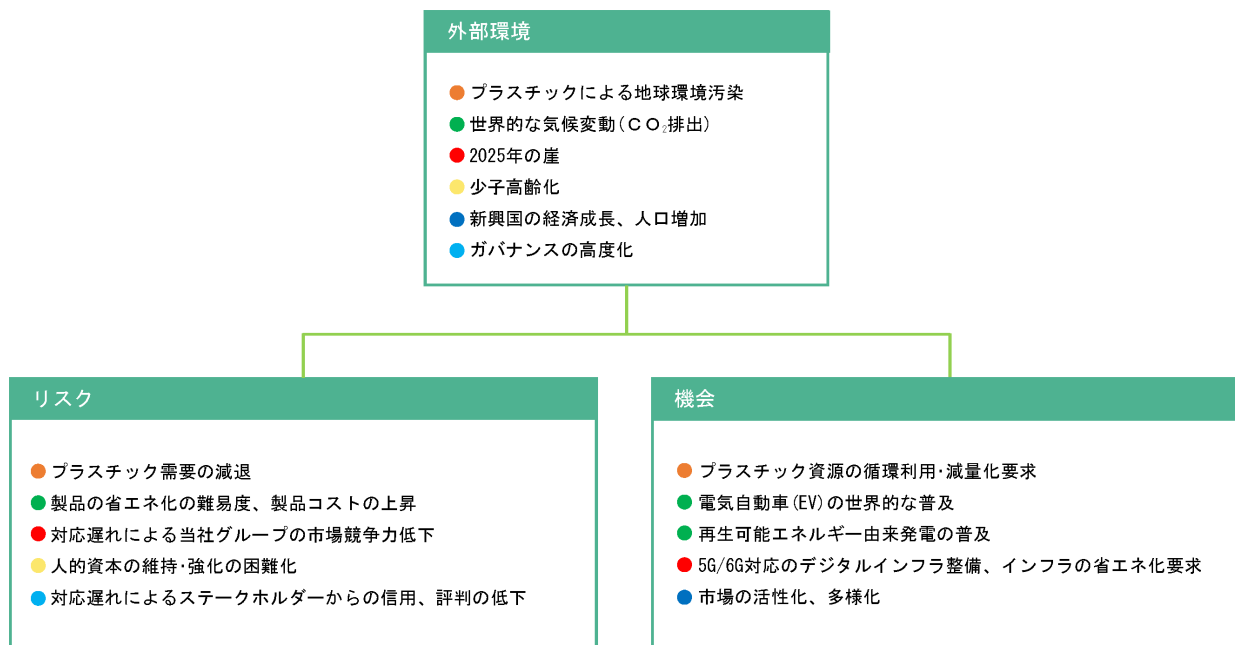 外部環境
プラスチックによる地球環境汚染
世界的な気候変動(ＣＯ₂排出)
2025年の崖
少子高齢化
新興国の経済成長、人口増加
ガバナンスの高度化
リスク
プラスチック需要の減退
製品の省エネ化の難易度、製品コストの上昇
対応遅れによる当社グループの市場競争力低下
人的資本の維持･強化の困難化
対応遅れによるステークホルダーからの信用、評判の低下
機会
プラスチック資源の循環利用･減量化要求
電気自動車(EV)の世界的な普及
再生可能エネルギー由来発電の普及
5G/6G対応のデジタルインフラ整備、インフラの省エネ化要求
市場の活性化、多様化